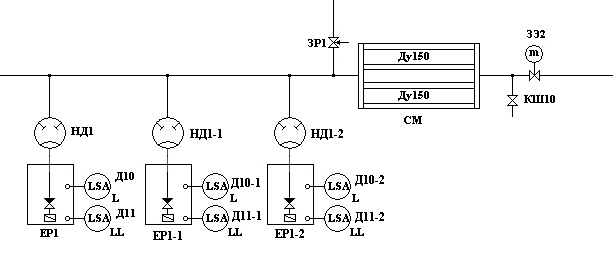 ЗЭ2
ЗР1
m
Ду150
Ду150
КШ10
СМ
НД1
НД1-1
НД1-2
LSA
Д10
L
LSA
Д10-1
L
LSA
Д10-2
L
LSA
Д11
LL
LSA
Д11-1
LL
LSA
Д11-2
LL
ЕР1
ЕР1-1
ЕР1-2